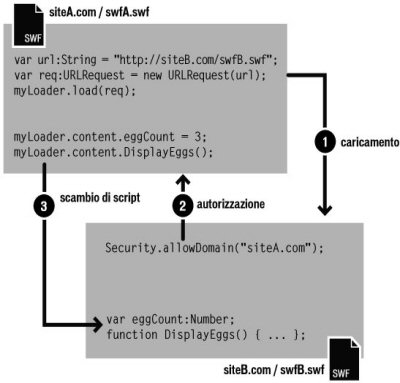 siteA.com / swfA.swf
SWF
var url:String = "http://siteB.com/swfB.swf";
var req:URLRequest = new URLRequest(url);
myLoader.load(req);
myLoader.content.eggCount = 3;
myLoader.content.DisplayEggs();
1 caricamento
3 scambio di script
2 autorizzazione
Security.allowDomain("siteA.com");
var eggCount:Number;
function DisplayEggs() { ... };
SWF
siteB.com / swfB.swf